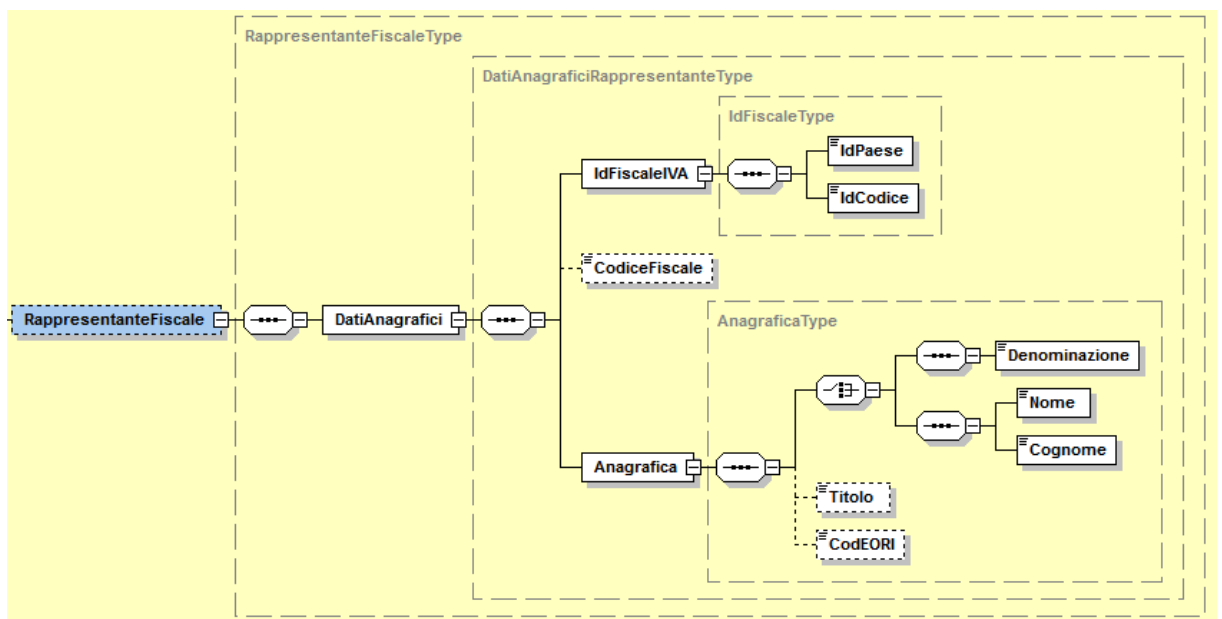 RappresentanteFiscaleType
DatiAnagraficiRappresentanteType
IdFiscaleType
IdPaese
IdFiscaleIVA
IdCodice
CodiceFiscale
AnagraficaType
RappresentanteFiscale
DatiAnagrafici
Denominazione
Nome
Cognome
Anagrafica
Titolo
CodEORI